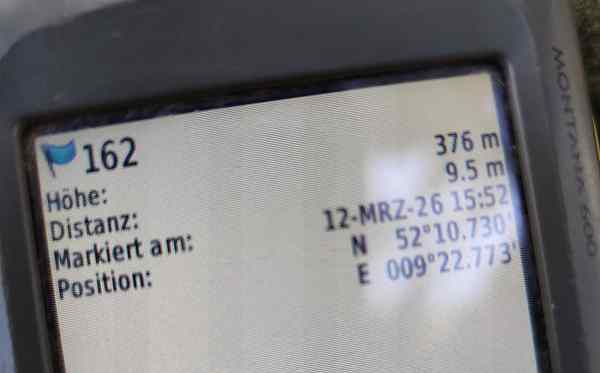 162
Höhe: 376 m
Distanz: 9.5 m
Markiert am: 12-MRZ-26 15:52
Position: N 52°10.730'
E 009°22.773'
MONTANA 600